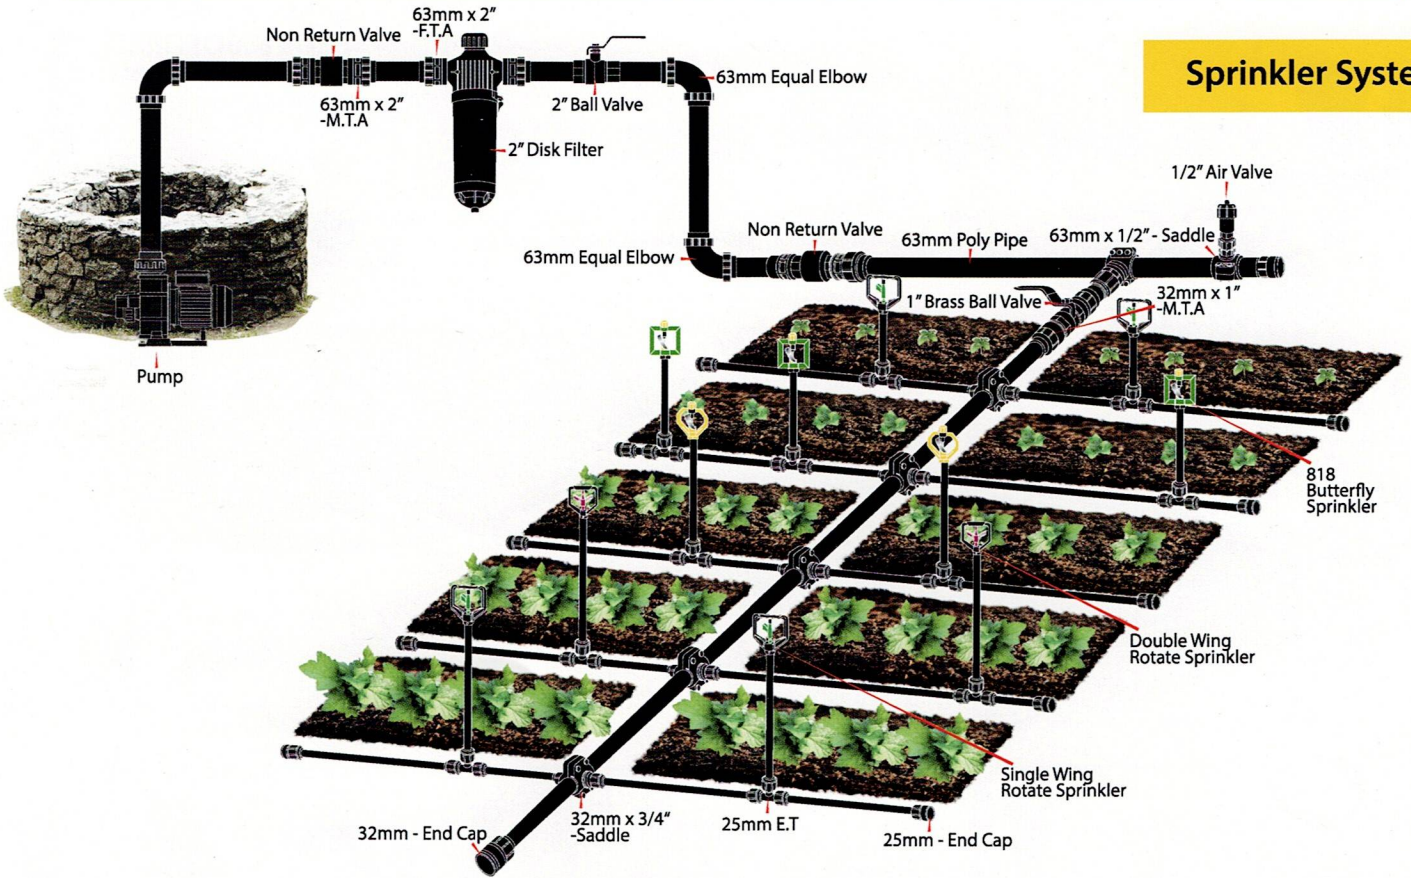 Sprinkler Syste
Non Return Valve
63mm x 2"
-F.T.A
63mm x 2"
-M.T.A
2" Ball Valve
63mm Equal Elbow
2" Disk Filter
1/2" Air Valve
Non Return Valve
63mm Poly Pipe
63mm x 1/2" - Saddle
63mm Equal Elbow
1" Brass Ball Valve
32mm x 1"
-M.T.A
Pump
818
Butterfly
Sprinkler
Double Wing
Rotate Sprinkler
Single Wing
Rotate Sprinkler
32mm - End Cap
32mm x 3/4"
-Saddle
25mm E.T
25mm - End Cap